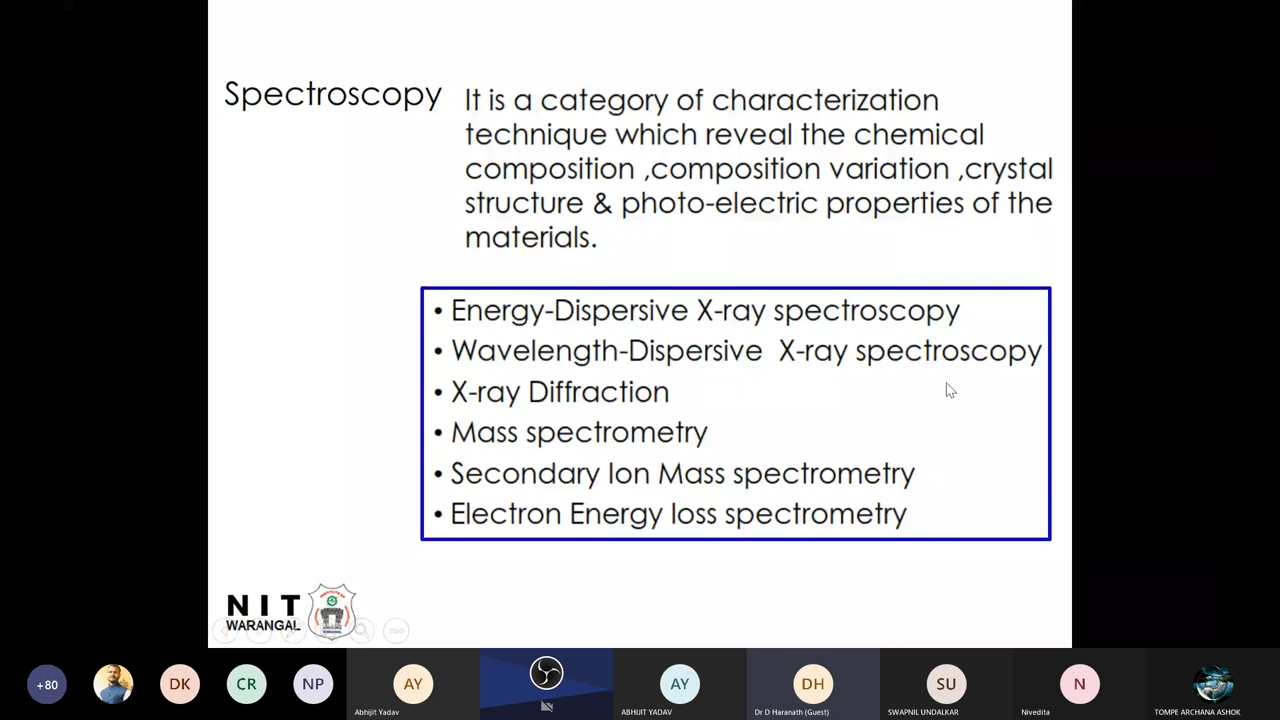 Spectroscopy
It is a category of characterization
technique which reveal the chemical
composition ,composition variation ,crystal
structure & photo-electric properties of the
materials.
• Energy-Dispersive X-ray spectroscopy
• Wavelength-Dispersive X-ray spectroscopy
• X-ray Diffraction
• Mass spectrometry
• Secondary Ion Mass spectrometry
• Electron Energy loss spectrometry
NIT
WARANGAL
+80
DK
CR
NP
AY
Abhijit Yadav
AY
ABHIJIT YADAV
DH
Dr D Haranath (Guest)
SU
SWAPNIL UNDALKAR
N
Nivedita
TOMPE ARCHANA ASHOK